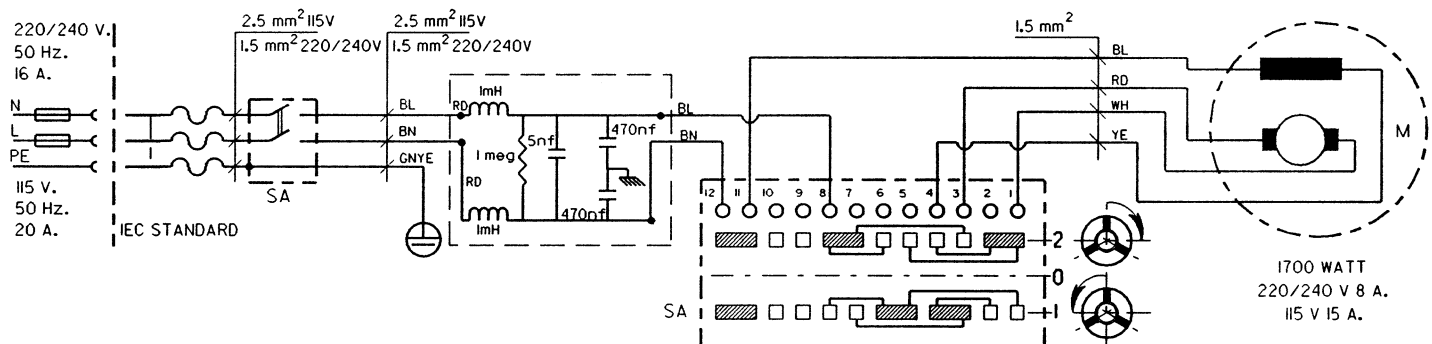 220/240 V.
50 Hz.
16 A.
N
L
PE
115 V.
50 Hz.
20 A.
IEC STANDARD
2.5 mm² 115V
1.5 mm² 220/240V
SA
2.5 mm² 115V
1.5 mm² 220/240V
BL
BN
GNYE
RD
1mH
5nf
1 meg
470nf
RD
470nf
1mH
BL
BN
1.5 mm²
BL
RD
WH
YE
M
12 11 10 9 8 7 6 5 4 3 2 1
2
0
SA
1
1700 WATT
220/240 V 8 A.
115 V 15 A.